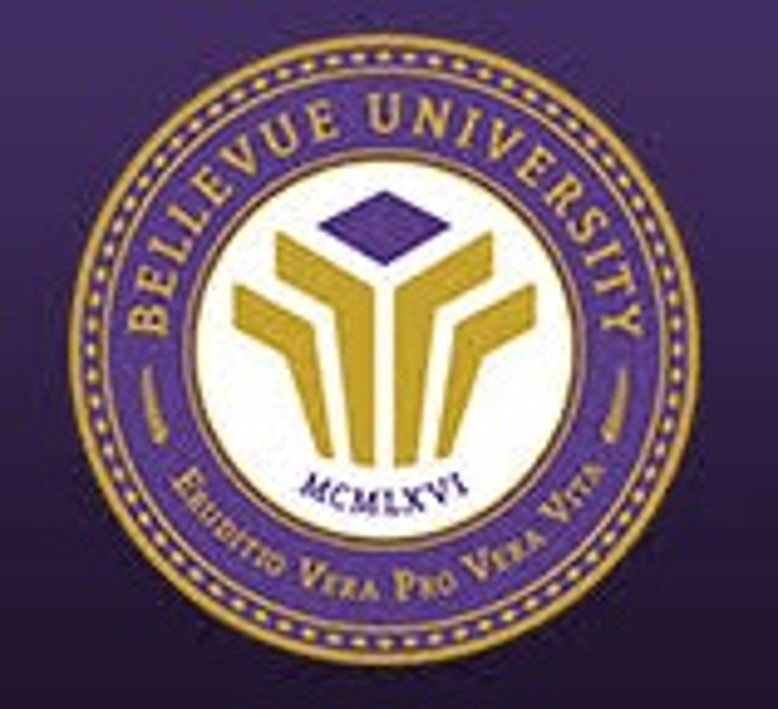 BELLEVUE UNIVERSITY
MCMLXVI
ERUDITIO VERA PRO VERA VITA